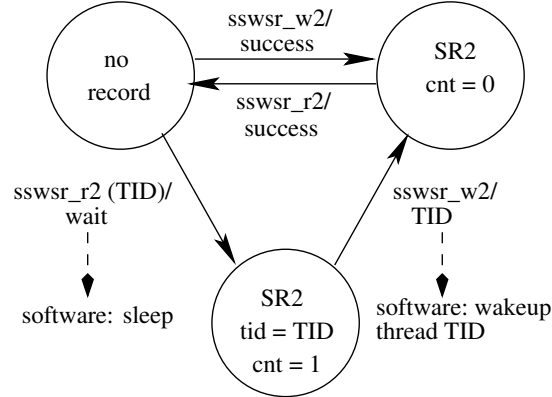 no
record
sswsr_w2/
success
sswsr_r2/
success
SR2
cnt = 0
sswsr_r2 (TID)/
wait
software: sleep
SR2
tid = TID
cnt = 1
sswsr_w2/
TID
software: wakeup
thread TID